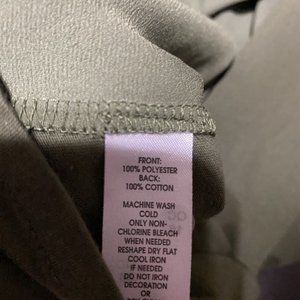 FRONT:
100% POLYESTER
BACK:
100% COTTON
MACHINE WASH
COLD
ONLY NON-
CHLORINE BLEACH
WHEN NEEDED
RESHAPE DRY FLAT
COOL IRON
IF NEEDED
DO NOT IRON
DECORATION
OR